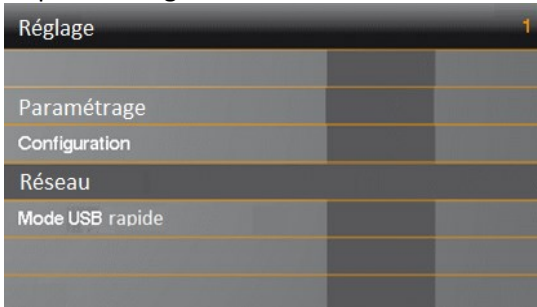 Réglage 1
Paramétrage
Configuration
Réseau
Mode USB rapide